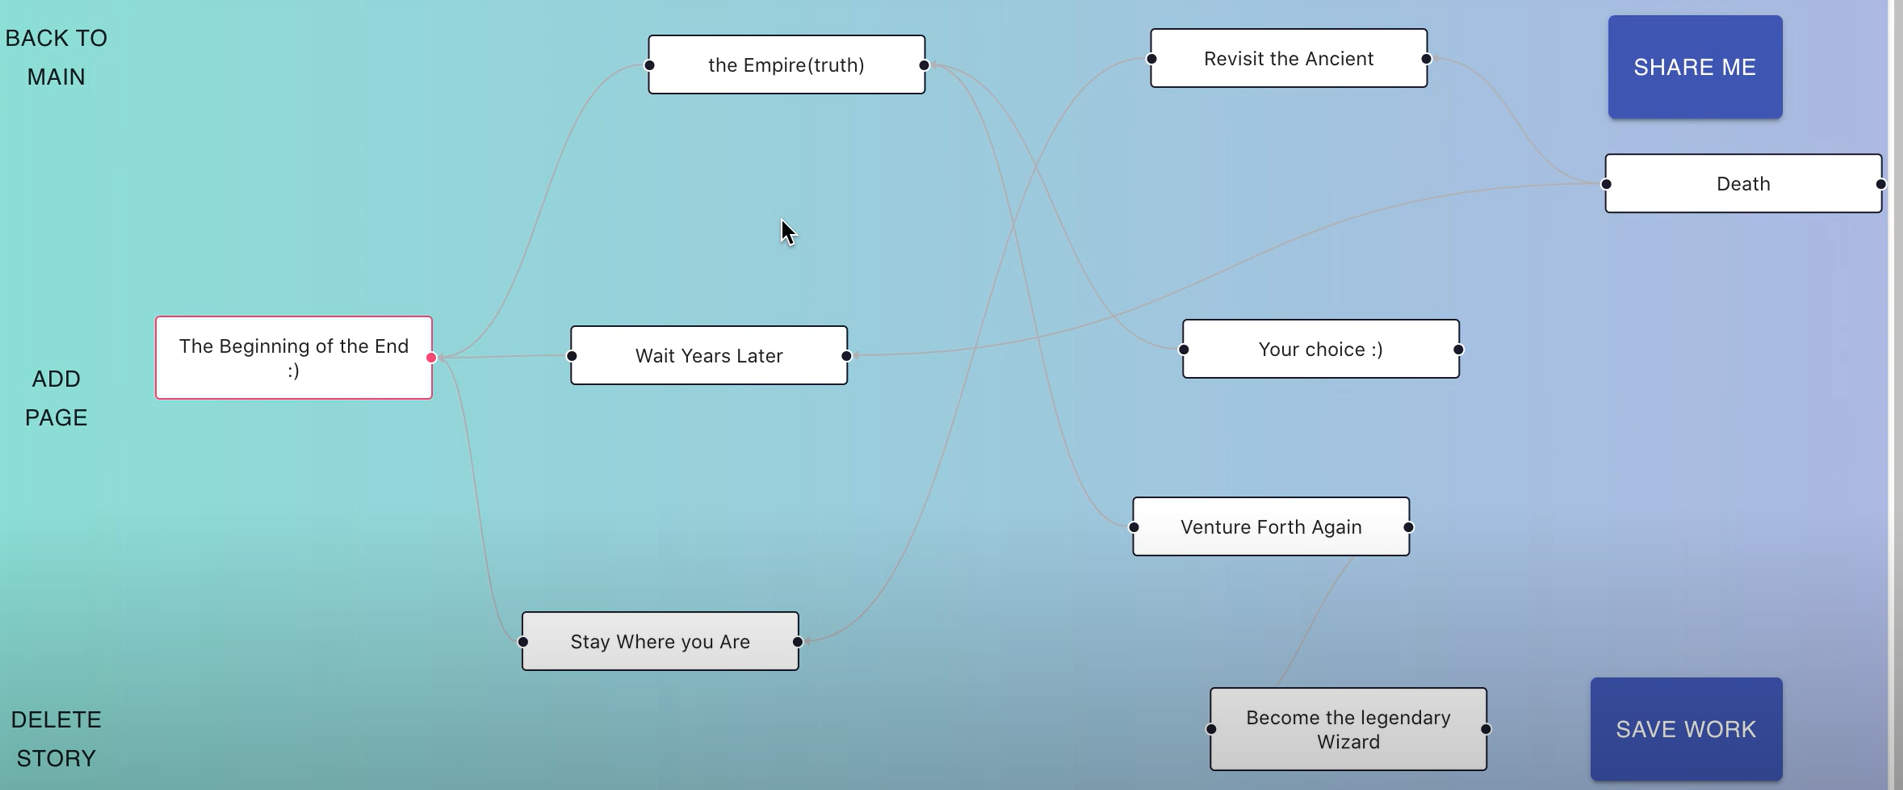 BACK TO
MAIN
the Empire(truth)
Revisit the Ancient
SHARE ME
Death
The Beginning of the End
:)
Wait Years Later
Your choice :)
ADD
PAGE
Venture Forth Again
Stay Where you Are
DELETE
STORY
Become the legendary
Wizard
SAVE WORK